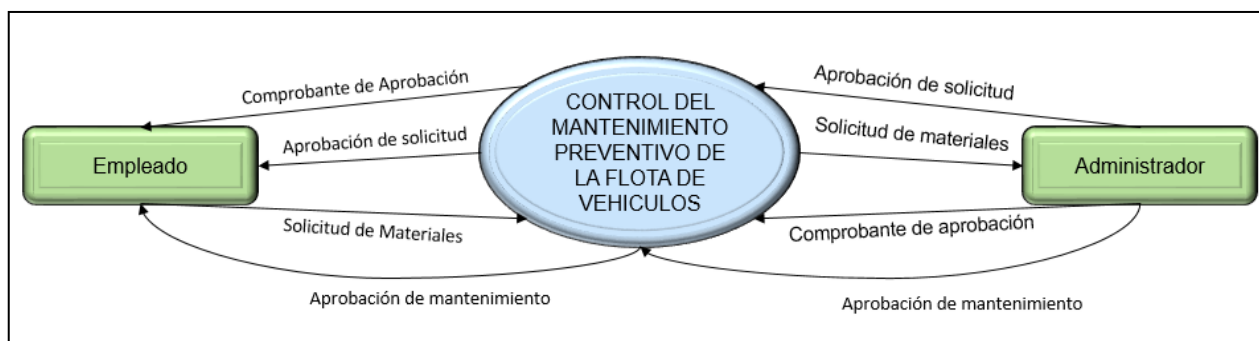 Comprobante de Aprobación
Aprobación de solicitud
Empleado
Solicitud de Materiales
Aprobación de mantenimiento
CONTROL DEL
MANTENIMIENTO
PREVENTIVO DE
LA FLOTA DE
VEHICULOS
Aprobación de solicitud
Solicitud de materiales
Administrador
Comprobante de aprobación
Aprobación de mantenimiento